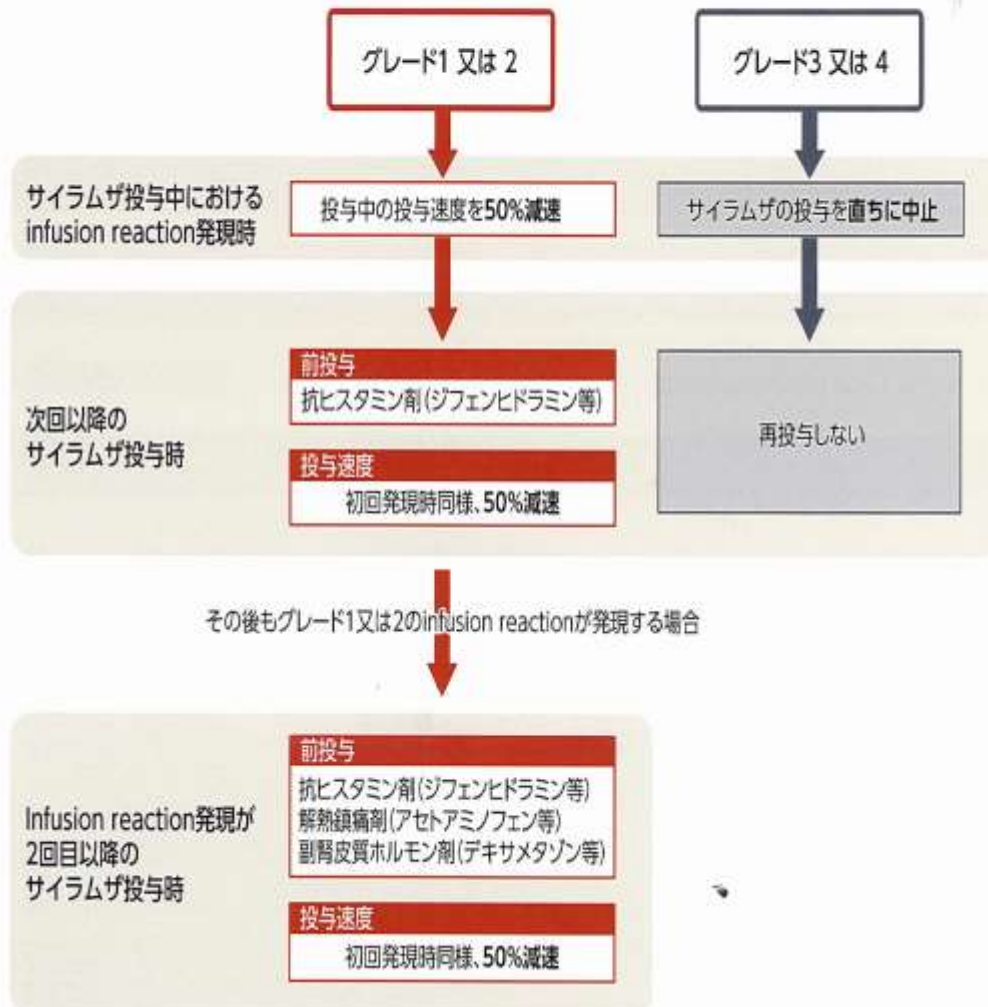 グレード1 又は 2
グレード3 又は 4
サイラムザ投与中における
infusion reaction発現時
投与中の投与速度を50%減速
サイラムザの投与を直ちに中止
次回以降の
サイラムザ投与時
前投与
抗ヒスタミン剤(ジフェンヒドラミン等)
投与速度
初回発現時同様、50%減速
再投与しない
その後もグレード1又は2のinfusion reactionが発現する場合
Infusion reaction発現が
2回目以降の
サイラムザ投与時
前投与
抗ヒスタミン剤(ジフェンヒドラミン等)
解熱鎮痛剤(アセトアミノフェン等)
副腎皮質ホルモン剤(デキサメタゾン等)
投与速度
初回発現時同様、50%減速